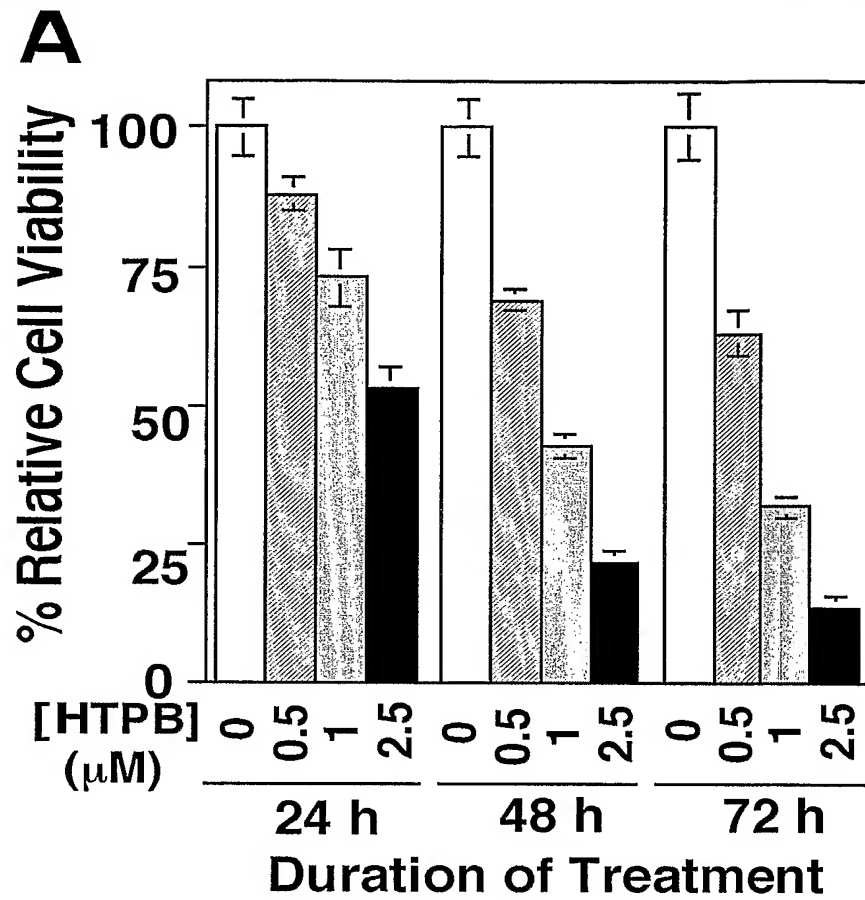 A
% Relative Cell Viability
100
75
50
25
0
[HTPB] 0 0.5 1 2.5 0 0.5 1 2.5 0 0.5 1 2.5
(μM)
24 h 48 h 72 h
Duration of Treatment